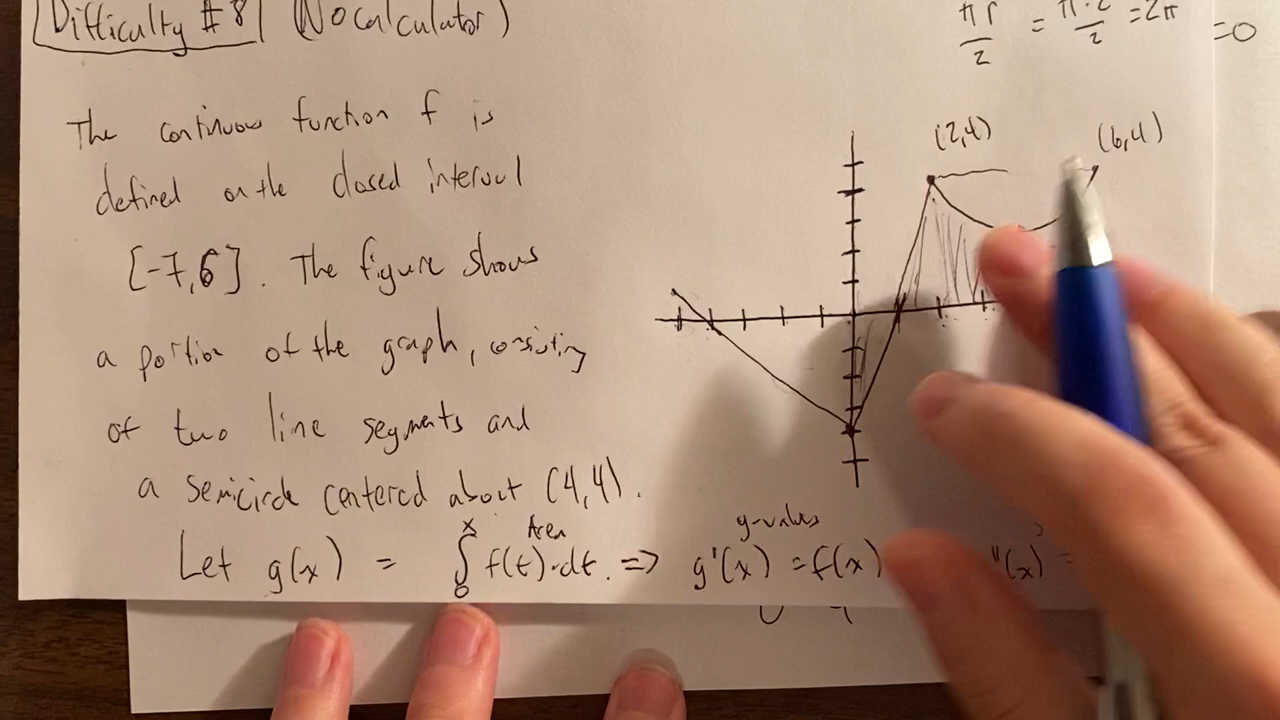 Difficulty #8 (No calculator)
πr/2 = π·2/2 = 2π
=0
The continuous function f is
defined on the closed interval
[-7,6]. The figure shows
a portion of the graph, consisting
of two line segments and
a semicircle centered about (4,4).
(2,4) (6,4)
Area
y-values
Let g(x) = ∫₀ˣ f(t)·dt. => g'(x) = f(x) "(x) =